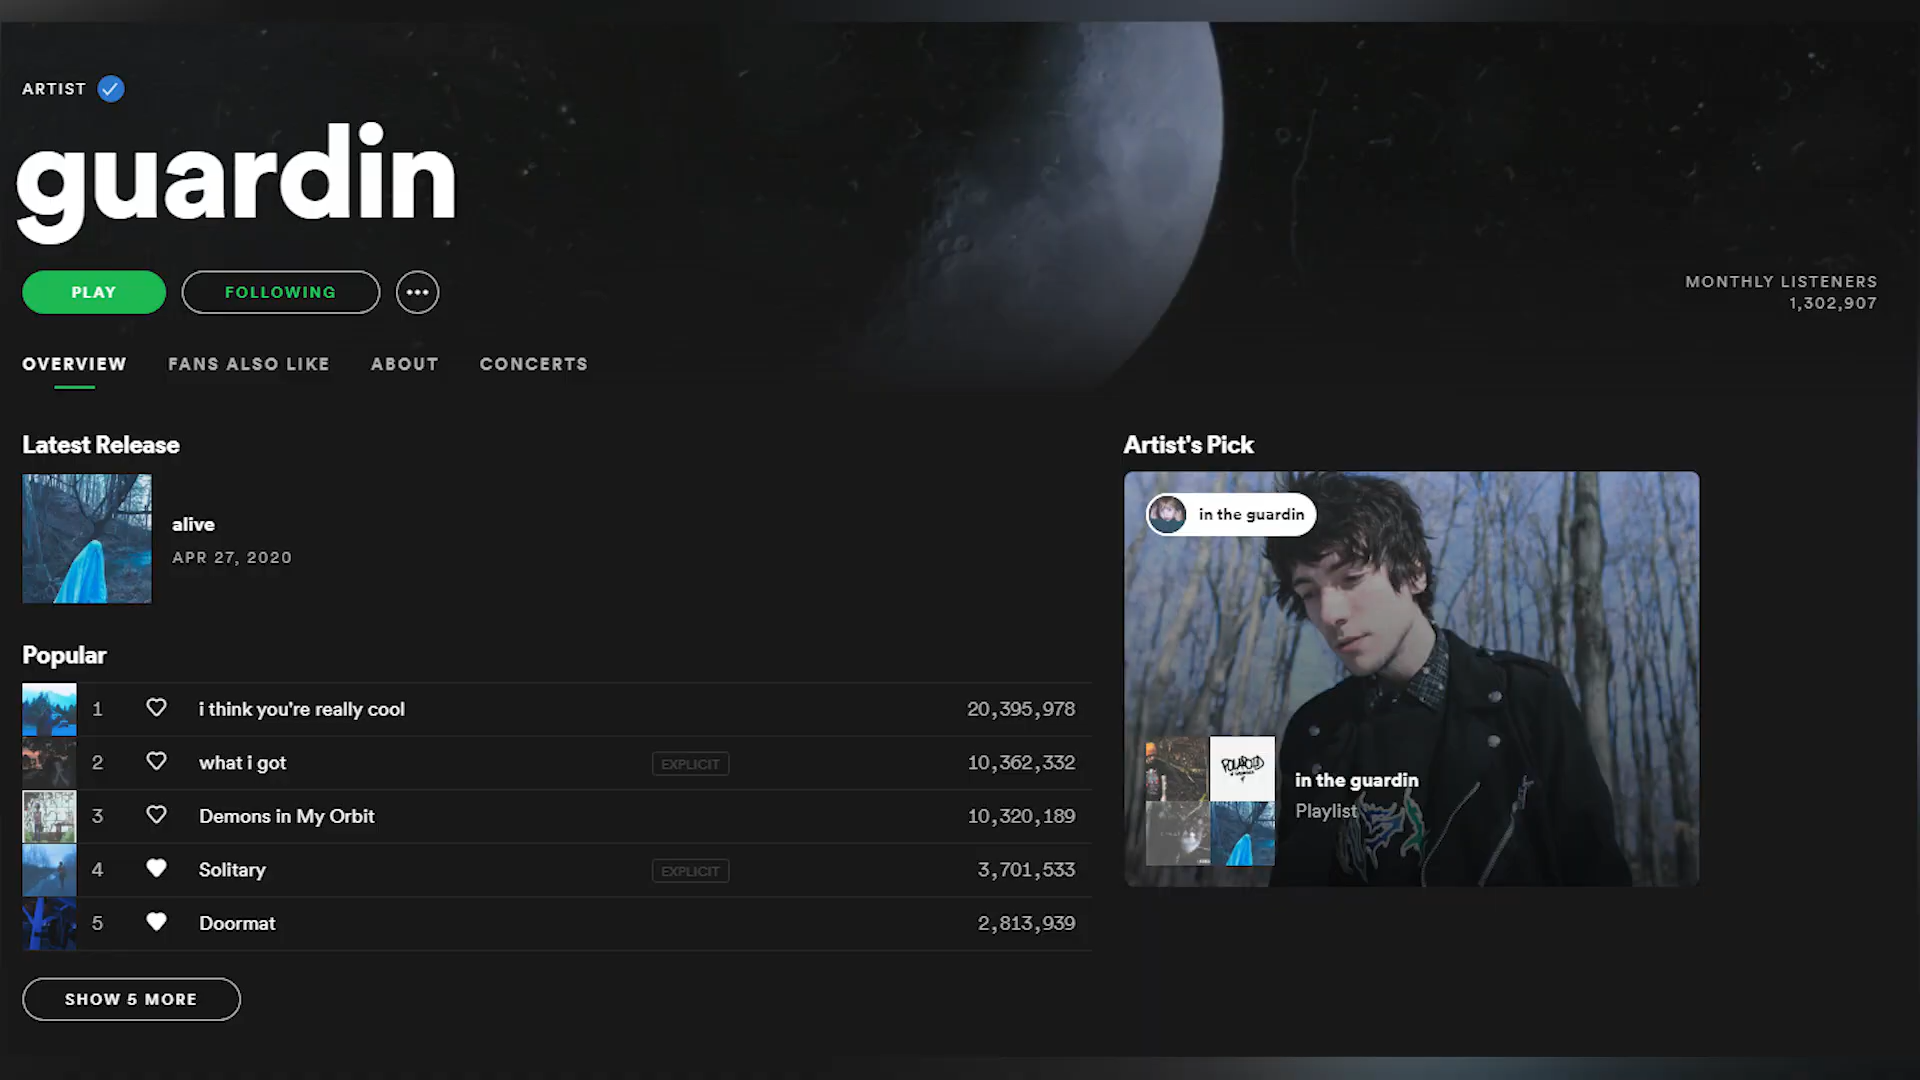 ARTIST
guardin
PLAY
FOLLOWING
MONTHLY LISTENERS
1,302,907
OVERVIEW
FANS ALSO LIKE
ABOUT
CONCERTS
Latest Release
alive
APR 27, 2020
Popular
1 i think you're really cool 20,395,978
2 what i got EXPLICIT 10,362,332
3 Demons in My Orbit 10,320,189
4 Solitary EXPLICIT 3,701,533
5 Doormat 2,813,939
SHOW 5 MORE
Artist's Pick
in the guardin
POLAROID
in the guardin
Playlist